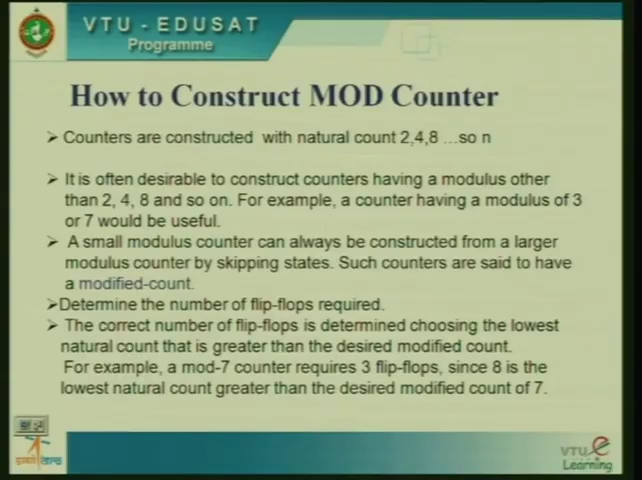 VTU - EDUSAT
Programme
How to Construct MOD Counter
➢ Counters are constructed with natural count 2,4,8 ...so n
➢ It is often desirable to construct counters having a modulus other
than 2, 4, 8 and so on. For example, a counter having a modulus of 3
or 7 would be useful.
➢ A small modulus counter can always be constructed from a larger
modulus counter by skipping states. Such counters are said to have
a modified-count.
➢Determine the number of flip-flops required.
➢ The correct number of flip-flops is determined choosing the lowest
natural count that is greater than the desired modified count.
For example, a mod-7 counter requires 3 flip-flops, since 8 is the
lowest natural count greater than the desired modified count of 7.
VTU e
Learning